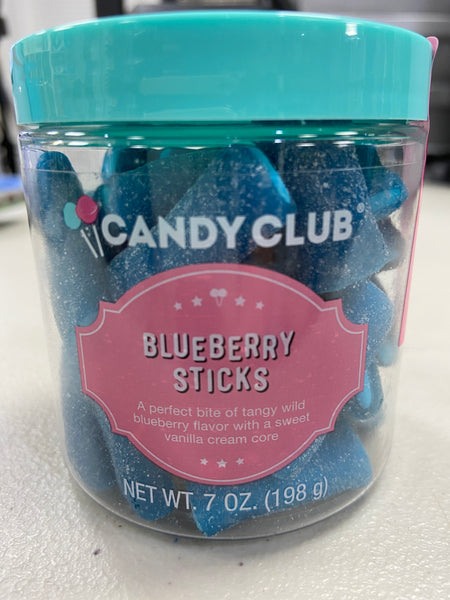 CANDY CLUB®
BLUEBERRY
STICKS
A perfect bite of tangy wild
blueberry flavor with a sweet
vanilla cream core
NET WT. 7 OZ. (198 g)